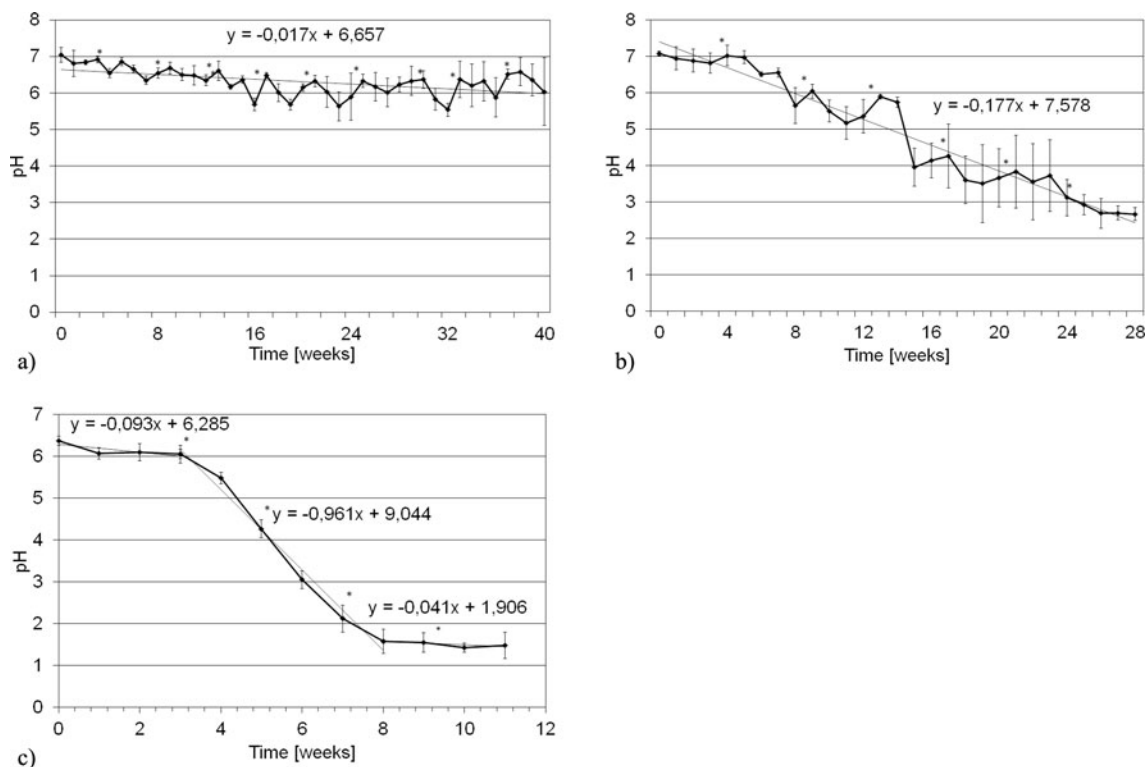 8
7
6
5
4
3
2
1
0
pH
y = -0,017x + 6,657
* * * * * * * * * *
0 8 16 24 32 40
Time [weeks]
a)
8
7
6
5
4
3
2
1
0
pH
y = -0,177x + 7,578
* * * * * *
0 4 8 12 16 20 24 28
Time [weeks]
b)
7
6
5
4
3
2
1
0
pH
y = -0,093x + 6,285
*
* y = -0,961x + 9,044
*
y = -0,041x + 1,906
*
0 2 4 6 8 10 12
Time [weeks]
c)